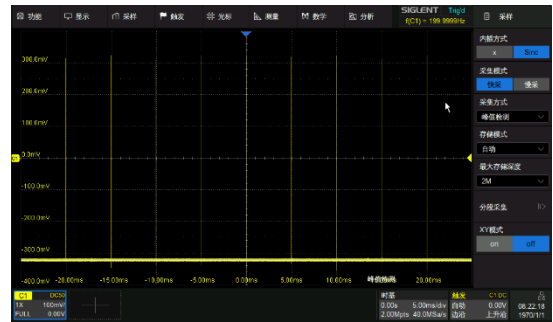 功能 显示 采样 触发 光标 测量 数学 分析 SIGLENT Trig'd
f(C1) = 199.9999Hz
采样
内插方式
x Sinc
采集模式
快采 慢采
采集方式
峰值检测
存储模式
自动
最大存储深度
2M
分段采集
XY模式
on off
300.0mV
200.0mV
100.0mV
C1 0.0mV
-100.0mV
-200.0mV
-300.0mV
-400.0mV -20.00ms -15.00ms -10.00ms -5.00ms 0.00ms 5.00ms 10.00ms 峰值检测 20.00ms
C1 DC50
1X 100mV/
FULL 0.00V
时基
0.00s 5.00ms/div
2.00Mpts 40.0MSa/s
触发 C1 DC
自动 0.00V
边沿 上升沿
08:22:18
1970/1/1